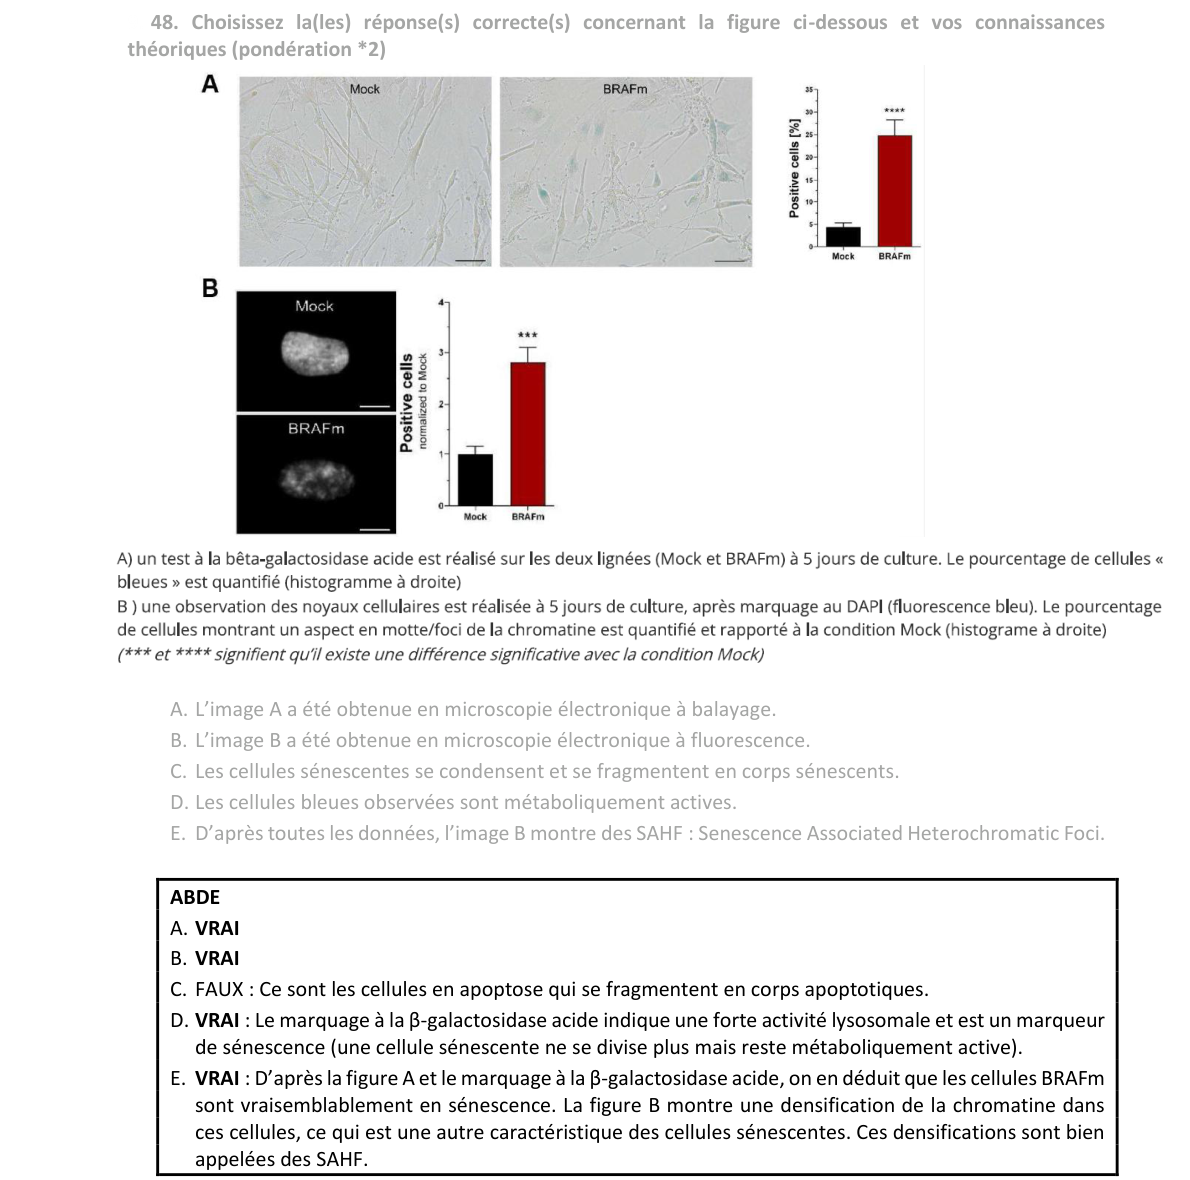 48. Choisissez la(les) réponse(s) correcte(s) concernant la figure ci-dessous et vos connaissances
théoriques (pondération *2)
A
Mock
BRAFm
Positive cells [%]
35
30
25
20
15
10
5
0
****
Mock
BRAFm
B
Mock
BRAFm
Positive cells
normalized to Mock
4
3
2
1
0
***
Mock
BRAFm
A) un test à la bêta-galactosidase acide est réalisé sur les deux lignées (Mock et BRAFm) à 5 jours de culture. Le pourcentage de cellules «
bleues » est quantifié (histogramme à droite)
B ) une observation des noyaux cellulaires est réalisée à 5 jours de culture, après marquage au DAPI (fluorescence bleu). Le pourcentage
de cellules montrant un aspect en motte/foci de la chromatine est quantifié et rapporté à la condition Mock (histograme à droite)
(*** et **** signifient qu'il existe une différence significative avec la condition Mock)
A. L’image A a été obtenue en microscopie électronique à balayage.
B. L’image B a été obtenue en microscopie électronique à fluorescence.
C. Les cellules sénescentes se condensent et se fragmentent en corps sénescents.
D. Les cellules bleues observées sont métaboliquement actives.
E. D’après toutes les données, l’image B montre des SAHF : Senescence Associated Heterochromatic Foci.
ABDE
A. VRAI
B. VRAI
C. FAUX : Ce sont les cellules en apoptose qui se fragmentent en corps apoptotiques.
D. VRAI : Le marquage à la β-galactosidase acide indique une forte activité lysosomale et est un marqueur
de sénescence (une cellule sénescente ne se divise plus mais reste métaboliquement active).
E. VRAI : D’après la figure A et le marquage à la β-galactosidase acide, on en déduit que les cellules BRAFm
sont vraisemblablement en sénescence. La figure B montre une densification de la chromatine dans
ces cellules, ce qui est une autre caractéristique des cellules sénescentes. Ces densifications sont bien
appelées des SAHF.